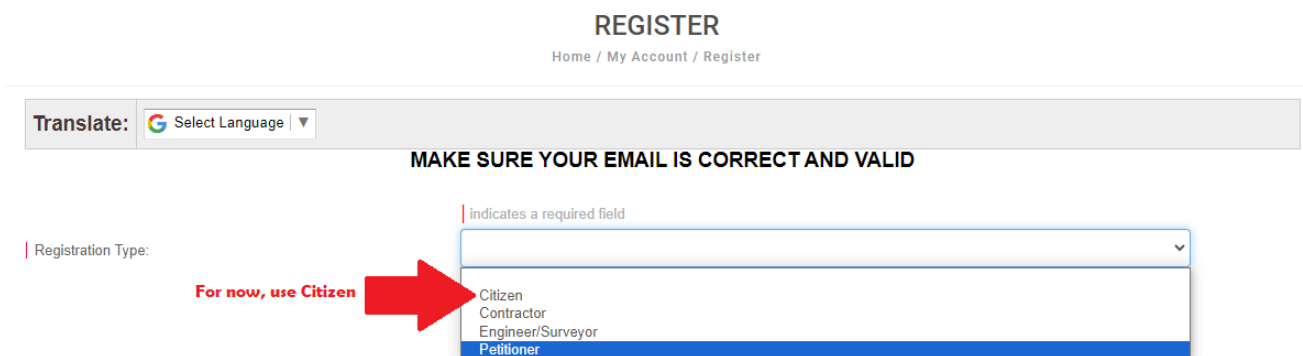 REGISTER
Home / My Account / Register
Translate: Select Language
MAKE SURE YOUR EMAIL IS CORRECT AND VALID
indicates a required field
Registration Type:
For now, use Citizen
Citizen
Contractor
Engineer/Surveyor
Petitioner